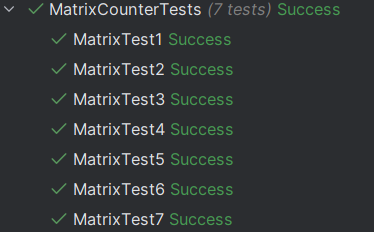 MatrixCounterTests (7 tests) Success
MatrixTest1 Success
MatrixTest2 Success
MatrixTest3 Success
MatrixTest4 Success
MatrixTest5 Success
MatrixTest6 Success
MatrixTest7 Success